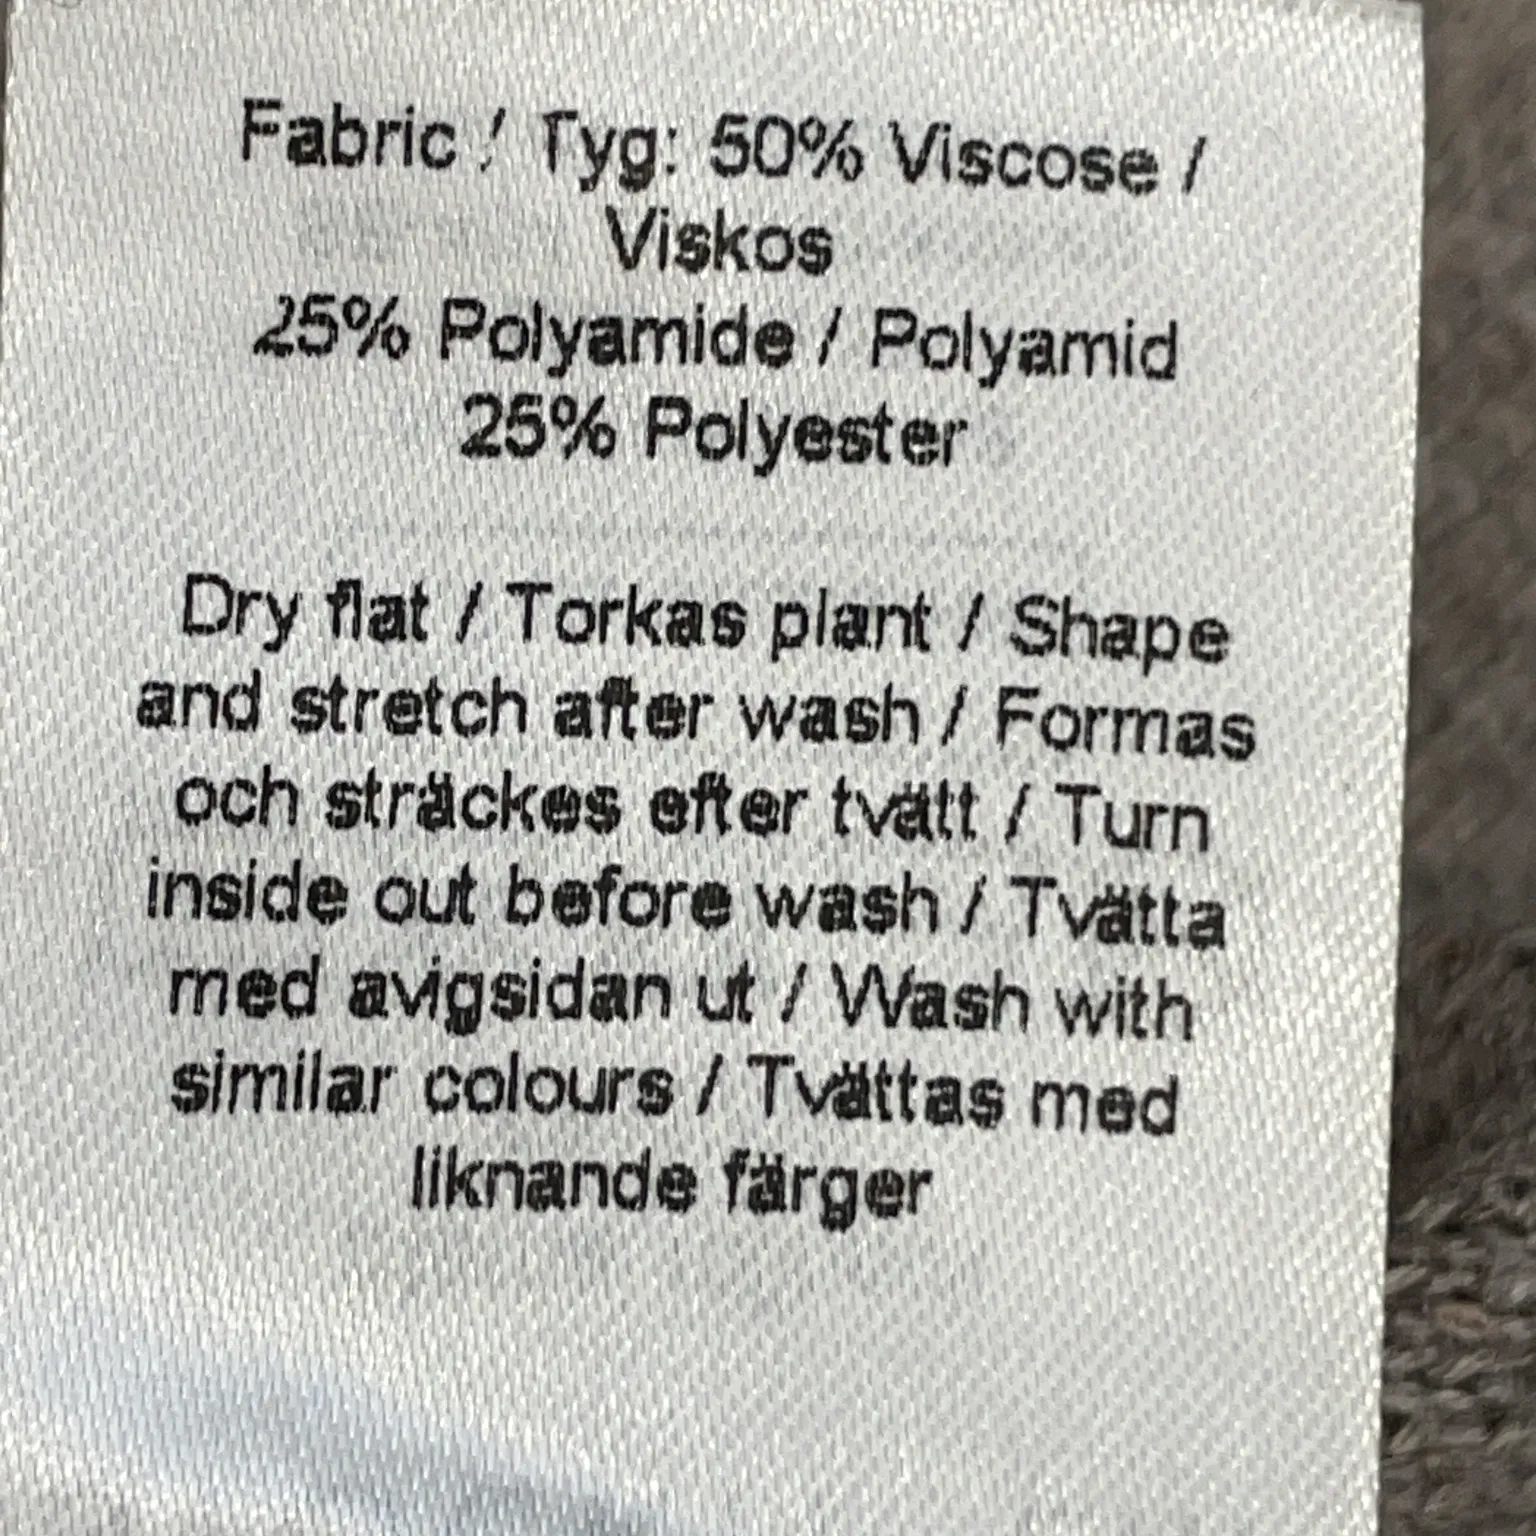 Fabric / Tyg: 50% Viscose /
Viskos
25% Polyamide / Polyamid
25% Polyester
Dry flat / Torkas plant / Shape
and stretch after wash / Formas
och sträckes efter tvätt / Turn
inside out before wash / Tvätta
med avigsidan ut / Wash with
similar colours / Tvättas med
liknande färger